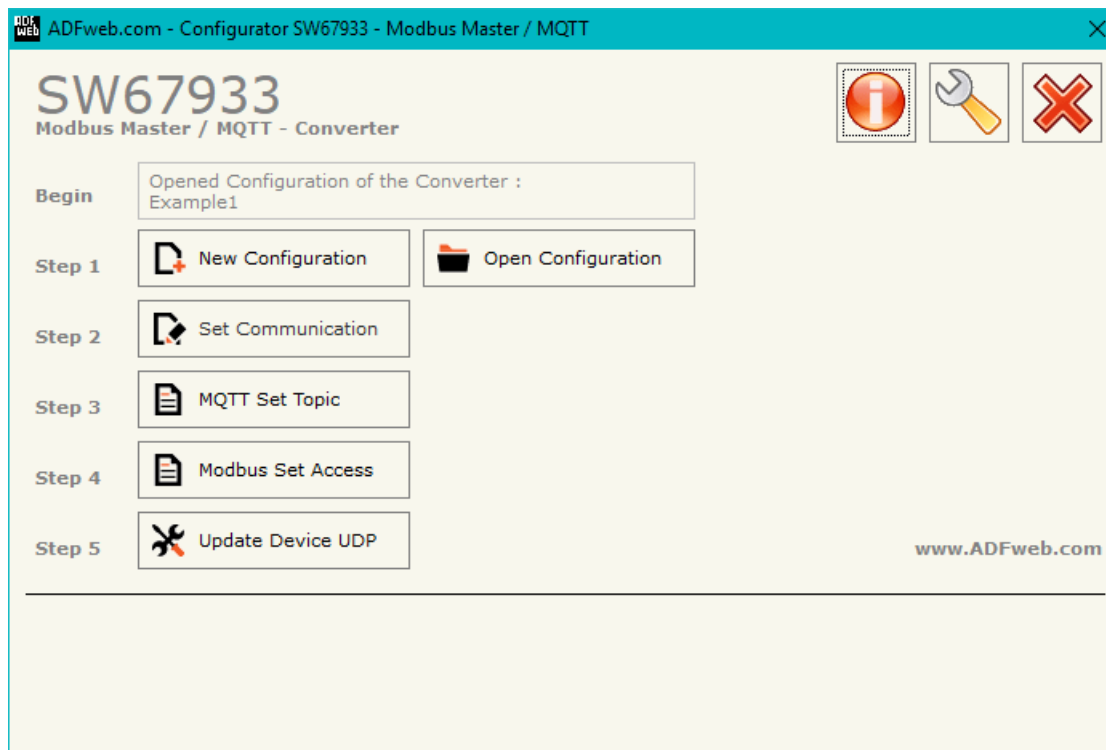 ADF
WEB
ADFweb.com - Configurator SW67933 - Modbus Master / MQTT
SW67933
Modbus Master / MQTT - Converter
Begin
Opened Configuration of the Converter :
Example1
Step 1
New Configuration
Open Configuration
Step 2
Set Communication
Step 3
MQTT Set Topic
Step 4
Modbus Set Access
Step 5
Update Device UDP
www.ADFweb.com